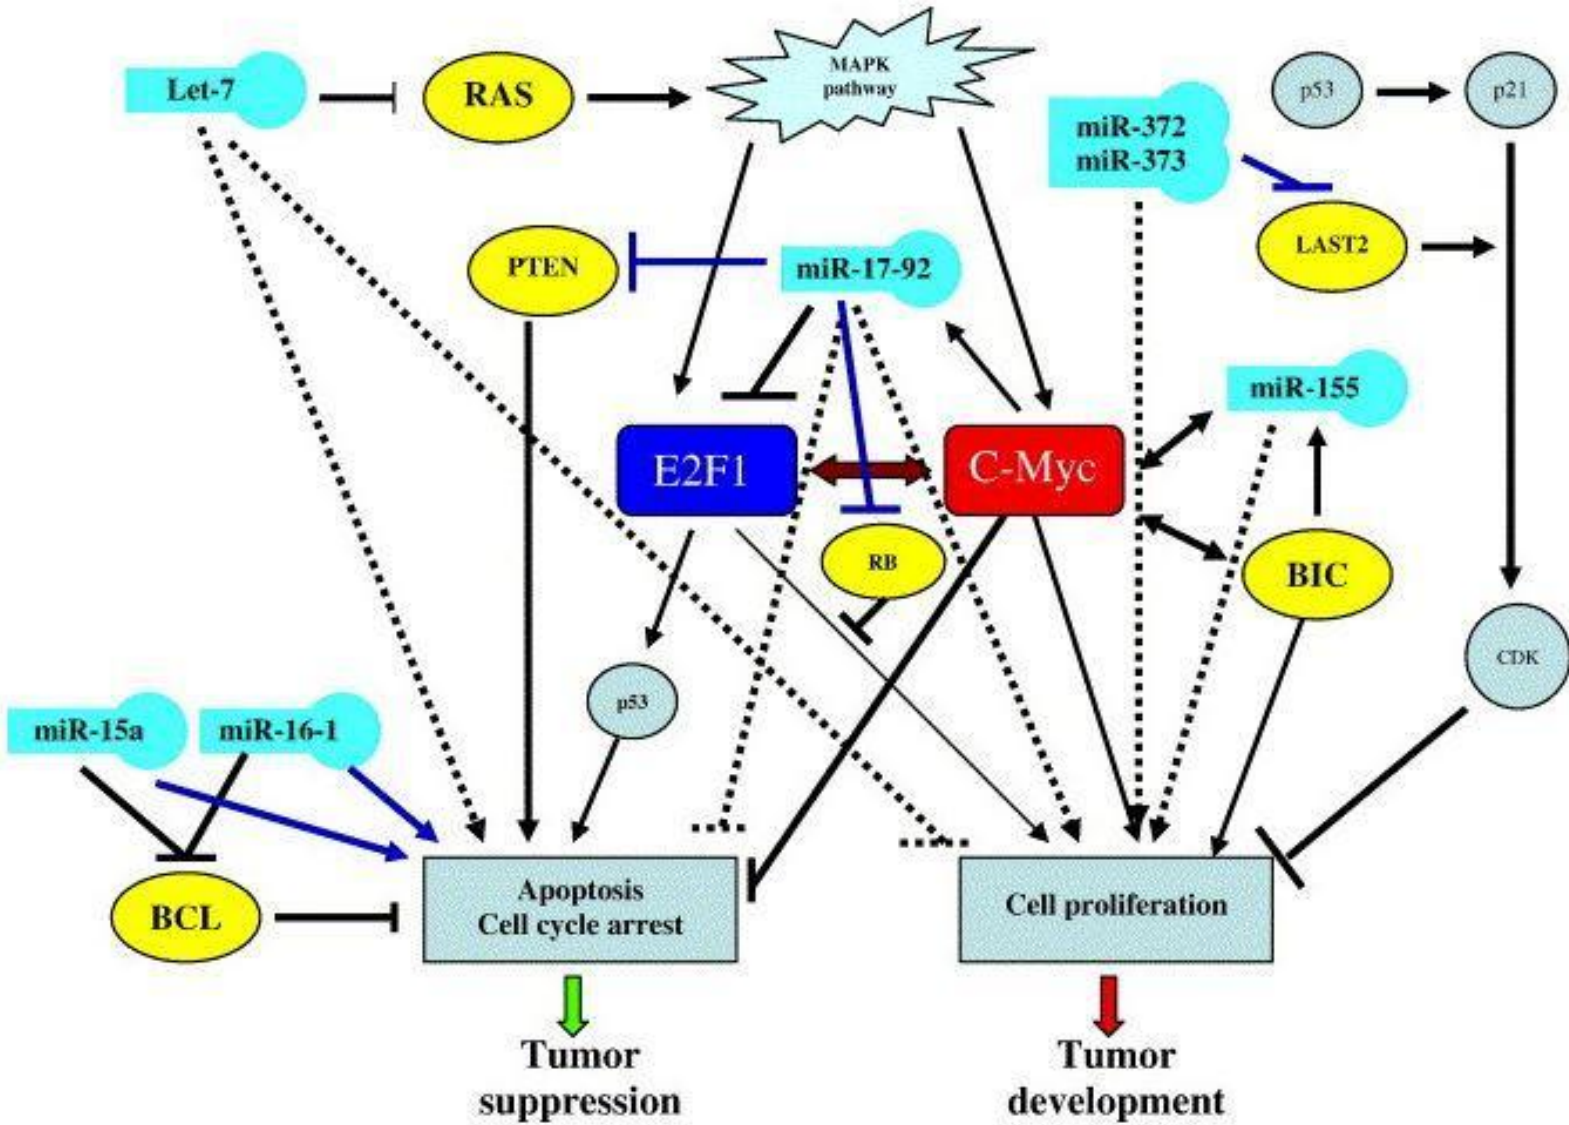 MAPK
pathway
Let-7
RAS
p53
p21
miR-372
miR-373
LAST2
PTEN
miR-17-92
miR-155
E2F1
C-Myc
RB
BIC
CDK
p53
miR-15a
miR-16-1
BCL
Apoptosis
Cell cycle arrest
Cell proliferation
Tumor
suppression
Tumor
development